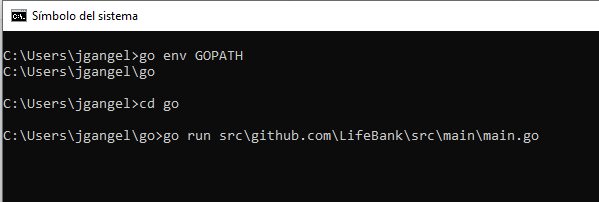 Símbolo del sistema
C:\Users\jgangel>go env GOPATH
C:\Users\jgangel\go
C:\Users\jgangel>cd go
C:\Users\jgangel\go>go run src\github.com\LifeBank\src\main\main.go